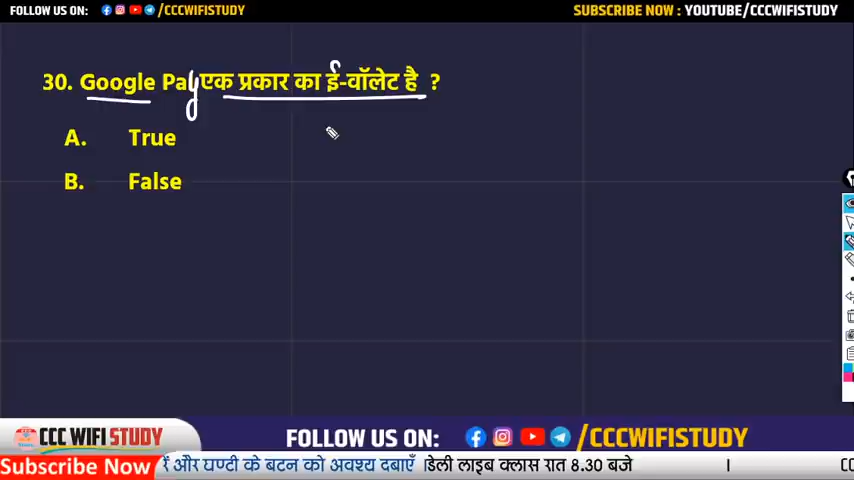 FOLLOW US ON: /CCCWIFISTUDY
SUBSCRIBE NOW : YOUTUBE/CCCWIFISTUDY
30. Google Pay एक प्रकार का ई-वॉलेट है ?
A. True
B. False
CCC WIFI STUDY
FOLLOW US ON: /CCCWIFISTUDY
Subscribe Now
और घण्टी के बटन को अवश्य दबाएँ । डेली लाइब क्लास रात 8.30 बजे